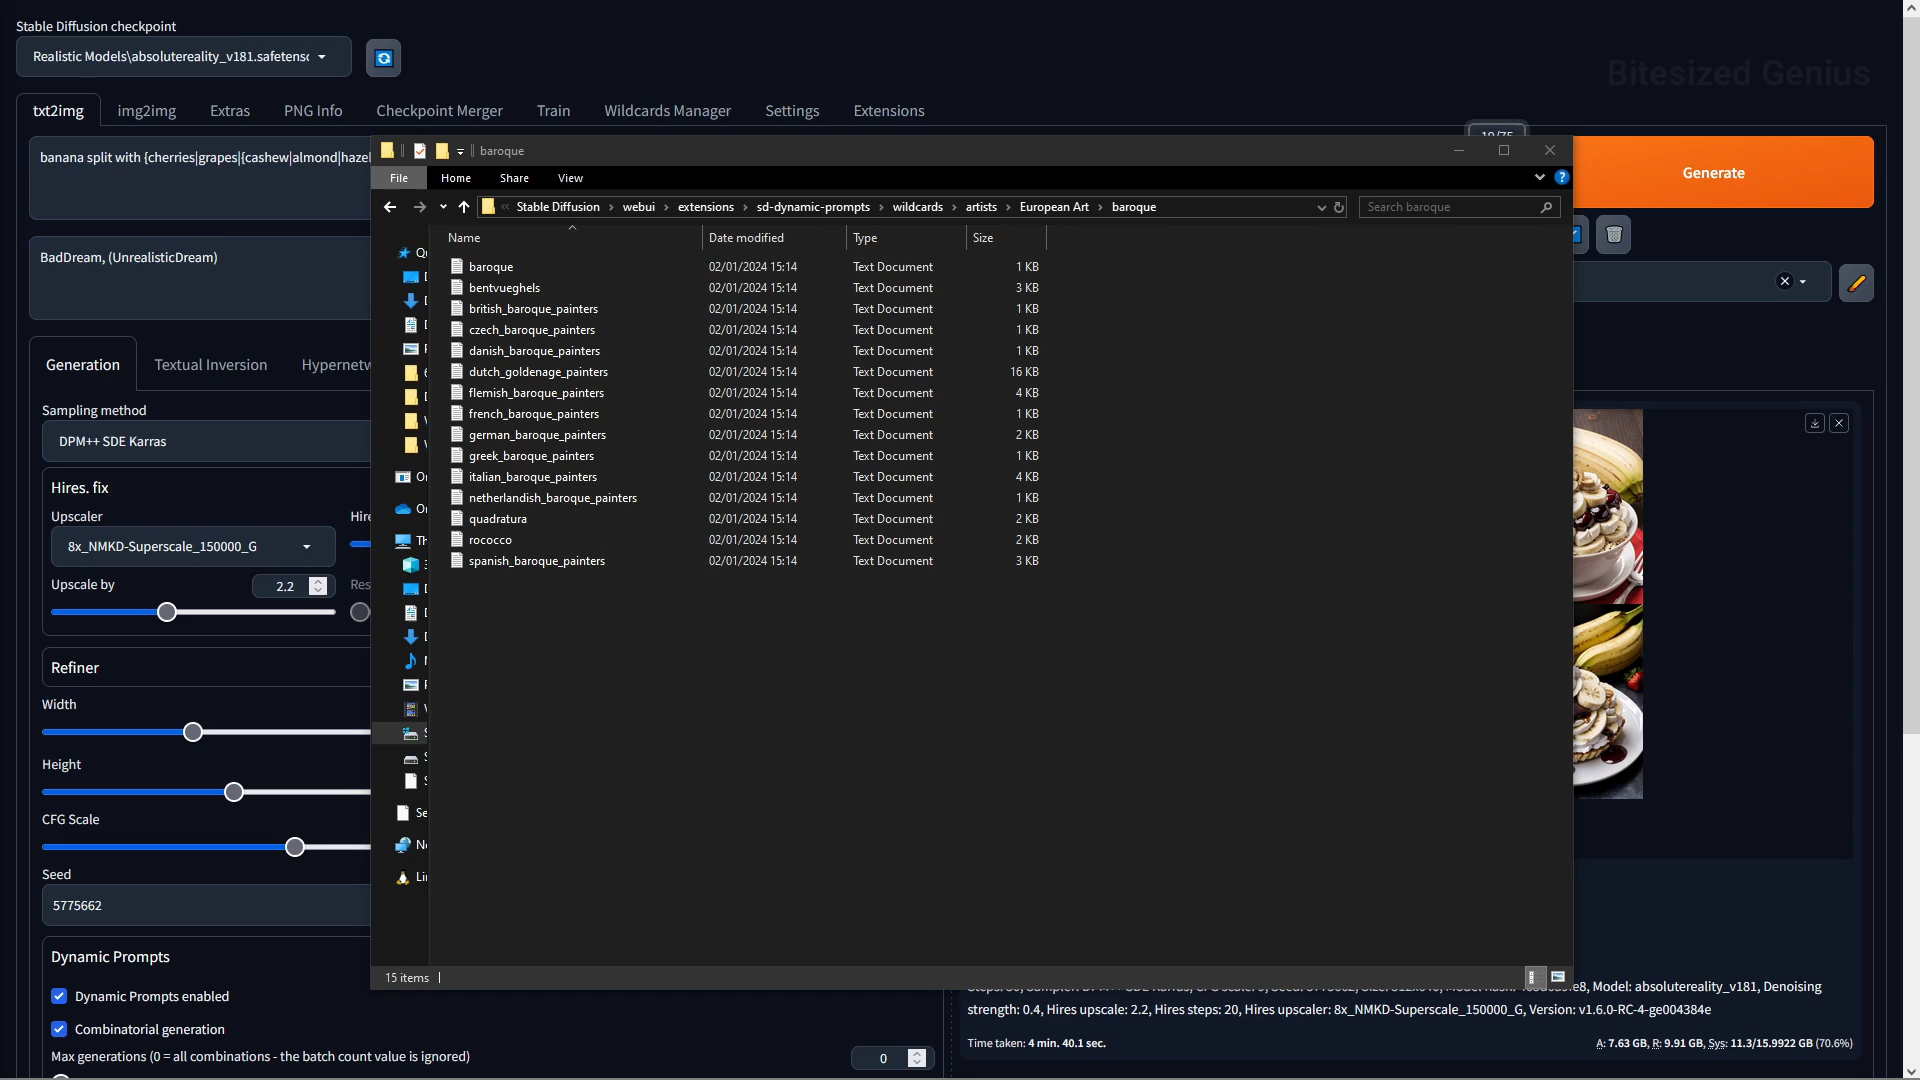 Stable Diffusion checkpoint
Realistic Models\absolutereality_v181.safetensc
Bitesized Genius
txt2img
img2img
Extras
PNG Info
Checkpoint Merger
Train
Wildcards Manager
Settings
Extensions
banana split with {cherries|grapes|{cashew|almond|hazel
Generate
BadDream, (UnrealisticDream)
Generation
Textual Inversion
Hypernetw
Sampling method
DPM++ SDE Karras
Hires. fix
Upscaler
Hire
8x_NMKD-Superscale_150000_G
Upscale by
2.2
Res
Refiner
Width
Height
CFG Scale
Seed
5775662
Dynamic Prompts
Dynamic Prompts enabled
Combinatorial generation
Max generations (0 = all combinations - the batch count value is ignored)
0
baroque
File
Home
Share
View
« Stable Diffusion › webui › extensions › sd-dynamic-prompts › wildcards › artists › European Art › baroque
Search baroque
Name Date modified Type Size
baroque 02/01/2024 15:14 Text Document 1 KB
bentvueghels 02/01/2024 15:14 Text Document 3 KB
british_baroque_painters 02/01/2024 15:14 Text Document 1 KB
czech_baroque_painters 02/01/2024 15:14 Text Document 1 KB
danish_baroque_painters 02/01/2024 15:14 Text Document 1 KB
dutch_goldenage_painters 02/01/2024 15:14 Text Document 16 KB
flemish_baroque_painters 02/01/2024 15:14 Text Document 4 KB
french_baroque_painters 02/01/2024 15:14 Text Document 1 KB
german_baroque_painters 02/01/2024 15:14 Text Document 2 KB
greek_baroque_painters 02/01/2024 15:14 Text Document 1 KB
italian_baroque_painters 02/01/2024 15:14 Text Document 4 KB
netherlandish_baroque_painters 02/01/2024 15:14 Text Document 1 KB
quadratura 02/01/2024 15:14 Text Document 2 KB
rococco 02/01/2024 15:14 Text Document 2 KB
spanish_baroque_painters 02/01/2024 15:14 Text Document 3 KB
15 items
Model: absolutereality_v181, Denoising
strength: 0.4, Hires upscale: 2.2, Hires steps: 20, Hires upscaler: 8x_NMKD-Superscale_150000_G, Version: v1.6.0-RC-4-ge004384e
Time taken: 4 min. 40.1 sec.
A: 7.63 GB, R: 9.91 GB, Sys: 11.3/15.9922 GB (70.6%)